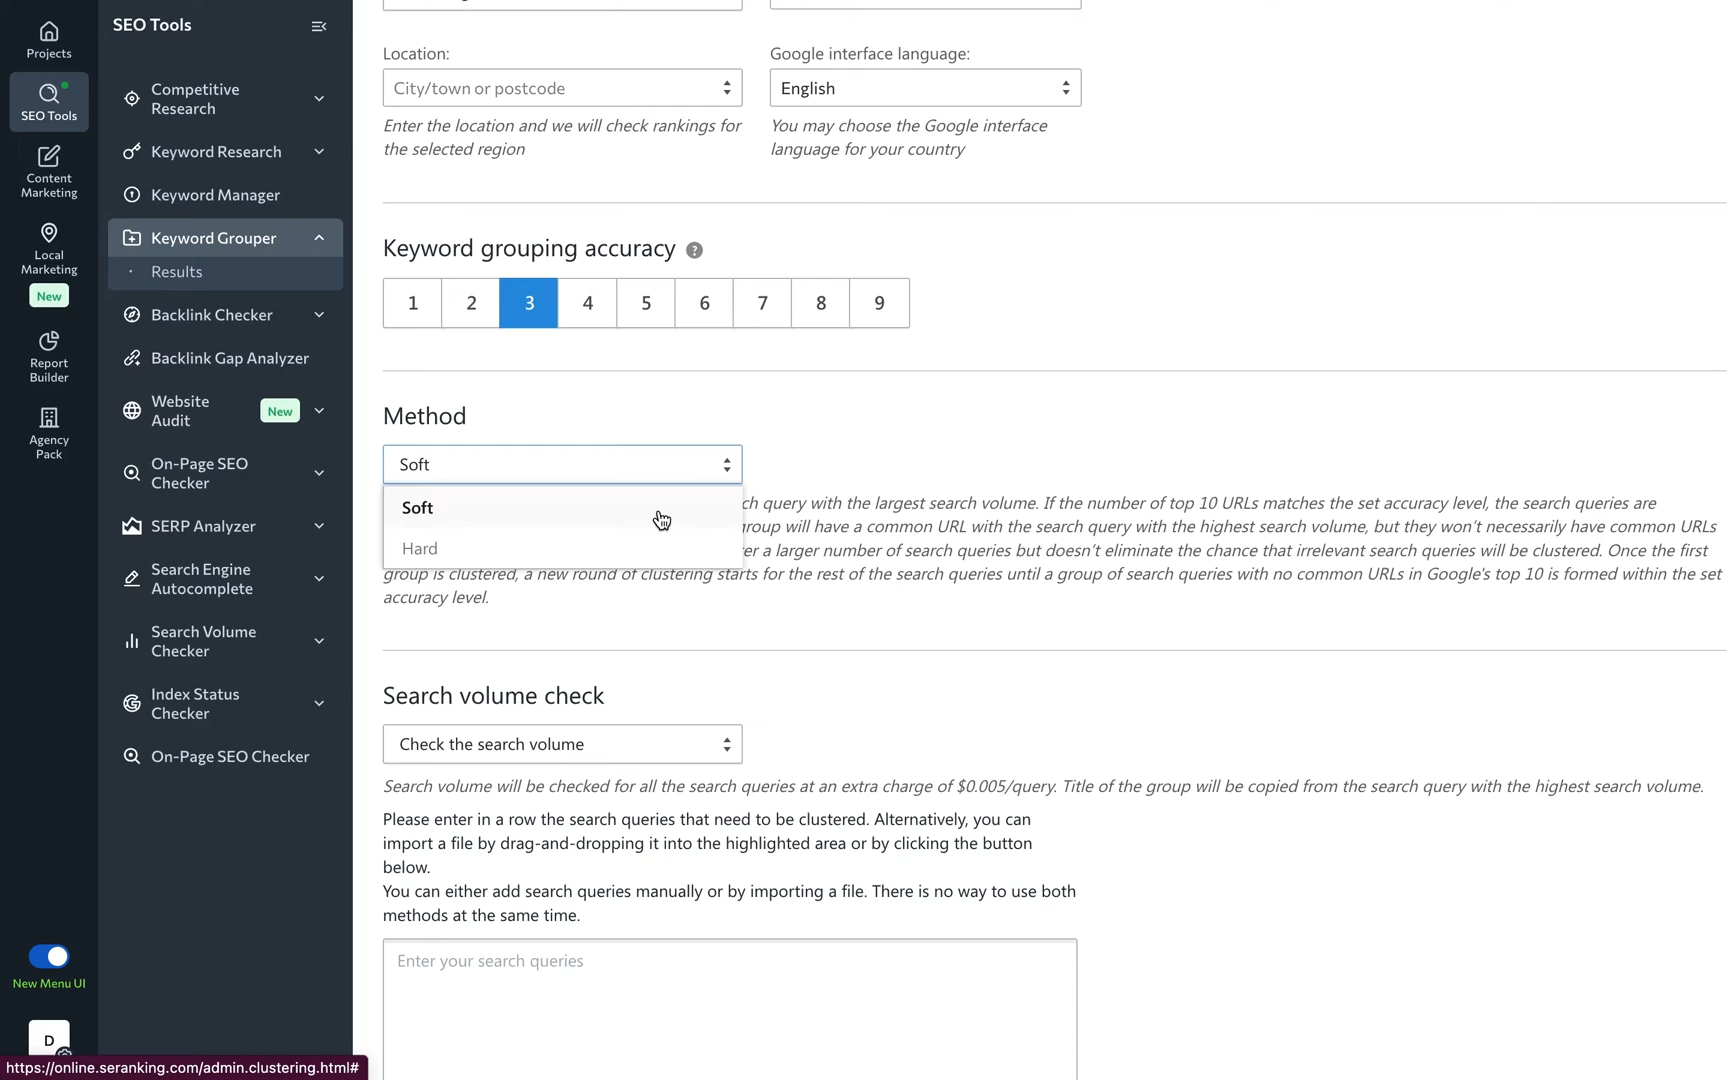 Projects
SEO Tools
Content
Marketing
Local
Marketing
New
Report
Builder
Agency
Pack
New Menu UI
D
SEO Tools
Competitive
Research
Keyword Research
Keyword Manager
Keyword Grouper
· Results
Backlink Checker
Backlink Gap Analyzer
Website
Audit
New
On-Page SEO
Checker
SERP Analyzer
Search Engine
Autocomplete
Search Volume
Checker
Index Status
Checker
On-Page SEO Checker
Location:
City/town or postcode
Enter the location and we will check rankings for
the selected region
Google interface language:
English
You may choose the Google interface
language for your country
Keyword grouping accuracy ?
1 2 3 4 5 6 7 8 9
Method
Soft
Soft
Hard
ch query with the largest search volume. If the number of top 10 URLs matches the set accuracy level, the search queries are
group will have a common URL with the search query with the highest search volume, but they won't necessarily have common URLs
er a larger number of search queries but doesn't eliminate the chance that irrelevant search queries will be clustered. Once the first
group is clustered, a new round of clustering starts for the rest of the search queries until a group of search queries with no common URLs in Google's top 10 is formed within the set
accuracy level.
Search volume check
Check the search volume
Search volume will be checked for all the search queries at an extra charge of $0.005/query. Title of the group will be copied from the search query with the highest search volume.
Please enter in a row the search queries that need to be clustered. Alternatively, you can
import a file by drag-and-dropping it into the highlighted area or by clicking the button
below.
You can either add search queries manually or by importing a file. There is no way to use both
methods at the same time.
Enter your search queries
https://online.seranking.com/admin.clustering.html#